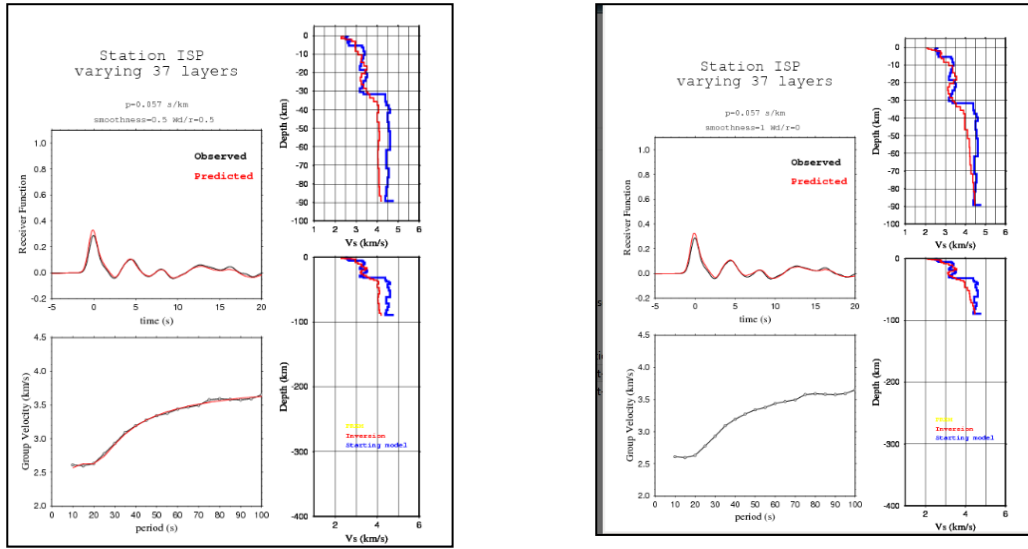 Station ISP
varying 37 layers
p=0.057 s/km
smoothness=0.5 Wd/r=0.5
Observed
Predicted
Receiver Function
1.0
0.8
0.6
0.4
0.2
0.0
-0.2
-5 0 5 10 15 20
time (s)
Group Velocity (km/s)
4.5
4.0
3.5
3.0
2.5
2.0
0 10 20 30 40 50 60 70 80 90 100
period (s)
Depth (km)
0
-10
-20
-30
-40
-50
-60
-70
-80
-90
-100
1 2 3 4 5 6
Vs (km/s)
Depth (km)
0
-100
-200
-300
-400
Inversion
Starting model
2 4 6
Vs (km/s)
Station ISP
varying 37 layers
p=0.057 s/km
smoothness=1 Wd/r=0
Observed
Predicted
Receiver Function
1.0
0.8
0.6
0.4
0.2
0.0
-0.2
-5 0 5 10 15 20
time (s)
Group Velocity (km/s)
4.5
4.0
3.5
3.0
2.5
2.0
0 10 20 30 40 50 60 70 80 90 100
period (s)
Depth (km)
0
-10
-20
-30
-40
-50
-60
-70
-80
-90
-100
1 2 3 4 5 6
Vs (km/s)
Depth (km)
0
-100
-200
-300
-400
Inversion
Starting model
2 4 6
Vs (km/s)